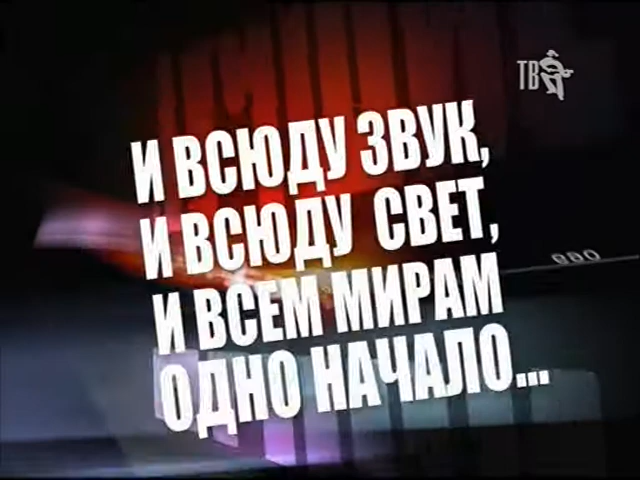 ТВ
И ВСЮДУ ЗВУК,
И ВСЮДУ СВЕТ,
И ВСЕМ МИРАМ
ОДНО НАЧАЛО...